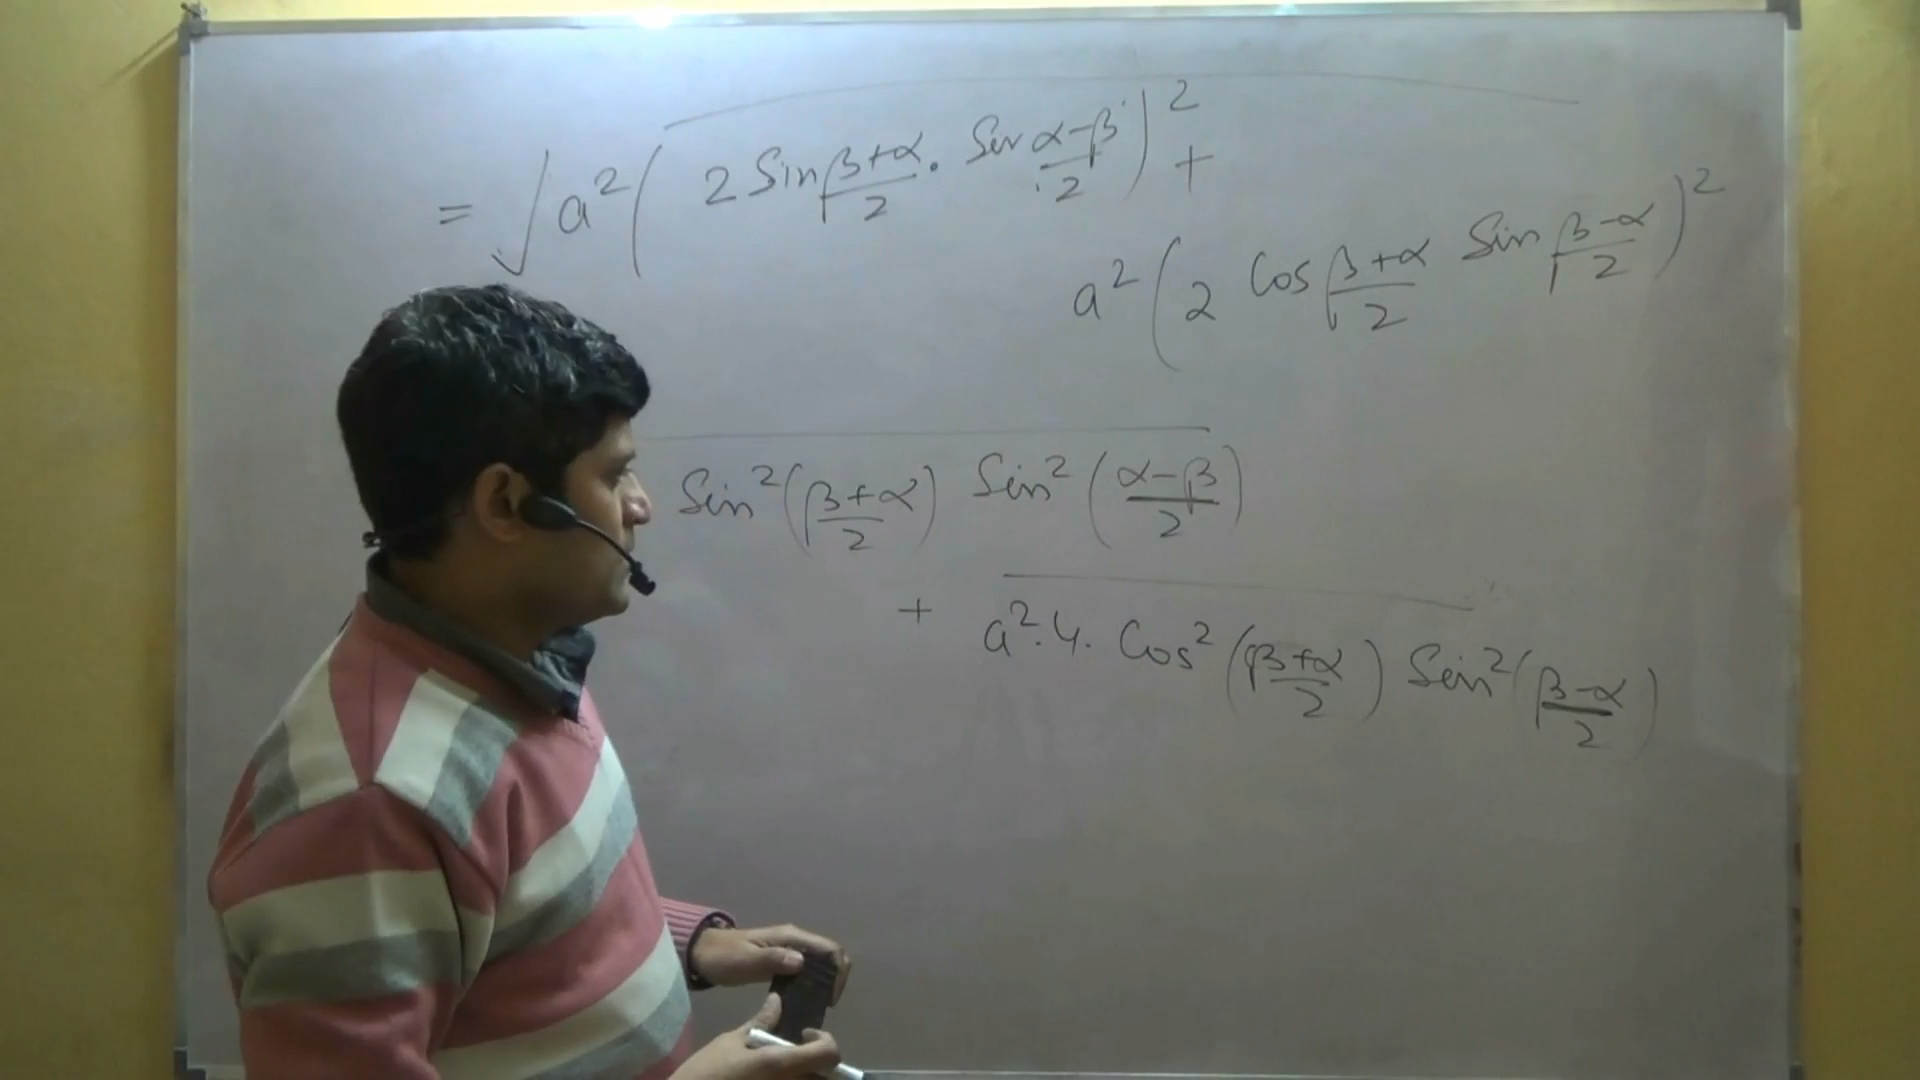 = √a²(2 Sin (β+α)/2 . Sin (α-β)/2)² +
a²(2 Cos (β+α)/2 Sin (β-α)/2)²
Sin²((β+α)/2) Sin²((α-β)/2)
+ a².4. Cos²((β+α)/2) Sin²((β-α)/2)